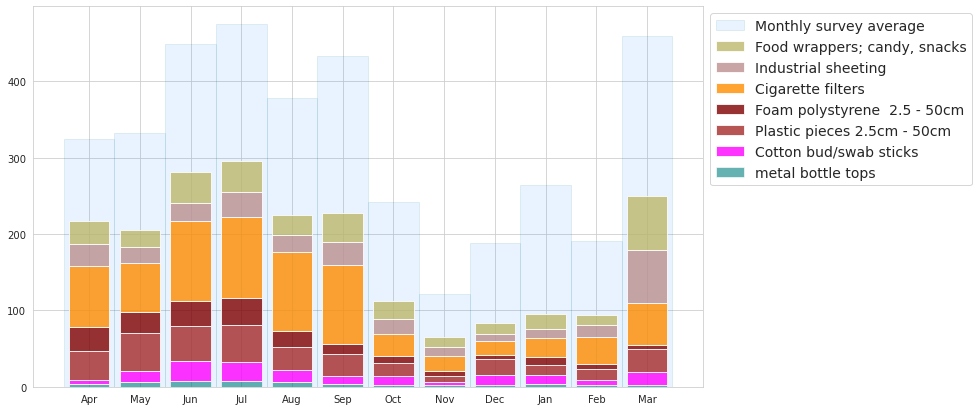 Monthly survey average
Food wrappers; candy, snacks
Industrial sheeting
Cigarette filters
Foam polystyrene  2.5 - 50cm
Plastic pieces 2.5cm - 50cm
Cotton bud/swab sticks
metal bottle tops
400
300
200
100
0
Apr May Jun Jul Aug Sep Oct Nov Dec Jan Feb Mar